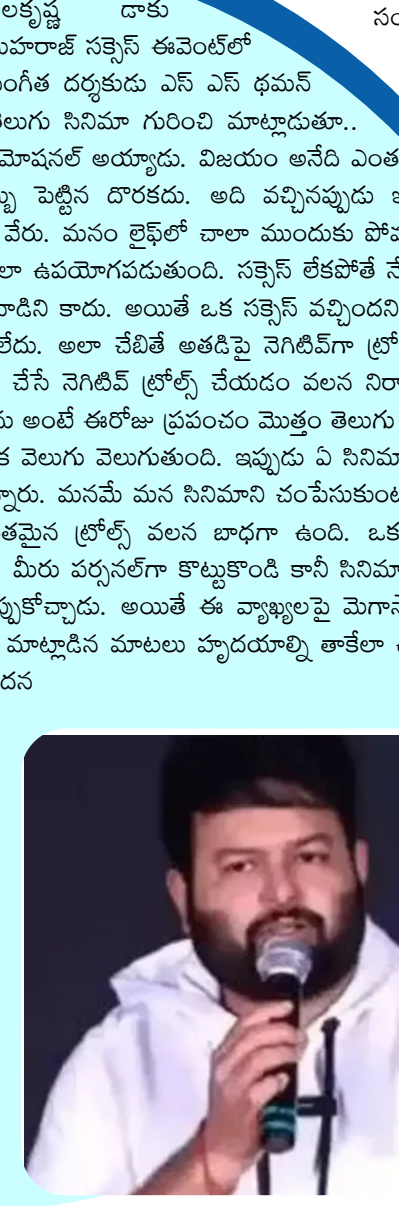 లకృష్ణ డాకు
మహరాజ్ సక్సెస్ ఈవెంట్‌లో
సంగీత దర్శకుడు ఎస్ ఎస్ థమన్
తెలుగు సినిమా గురించి మాట్లాడుతూ..
మోషనల్ అయ్యాడు. విజయం అనేది ఎంత
బ్బు పెట్టిన దొరకదు. అది వచ్చినప్పుడు
వేరు. మనం లైఫ్‌లో చాలా ముందుకు
లా ఉపయోగపడుతుంది. సక్సెస్ లేకపోతే నే
వాడిని కాదు. అయితే ఒక సక్సెస్ వచ్చిందని
లేదు. అలా చేబితే అతడిపై నెగిటివ్‌గా ట్రో
చేసే నెగిటివ్ ట్రోల్స్ చేయడం వలన నిరా
ను అంటే ఈరోజు ప్రపంచం మొత్తం తెలుగు
క వెలుగు వెలుగుతుంది. ఇప్పుడు ఏ సినిమా
న్నారు. మనమే మన సినిమాని చంపేసుకుంట
తమైన ట్రోల్స్ వలన బాధగా ఉంది. ఒక
మీరు పర్సనల్‌గా కొట్టుకొండి కానీ సినిమా
ప్పుకోచ్చాడు. అయితే ఈ వ్యాఖ్యలపై మెగాస
మాట్లాడిన మాటలు హృదయాల్ని తాకేలా
దన
సం